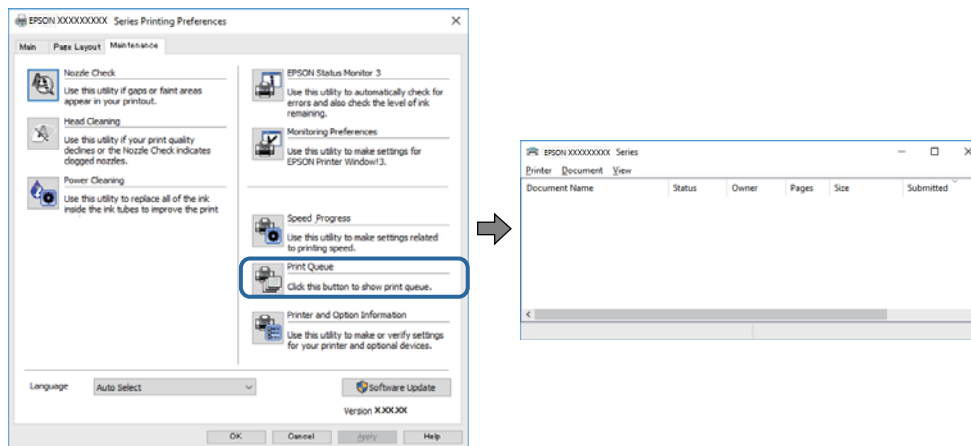 EPSON XXXXXXXXX Series Printing Preferences
Main Page Layout Maintenance
Nozzle Check
Use this utility if gaps or faint areas
appear in your printout.
Head Cleaning
Use this utility if your print quality
declines or the Nozzle Check indicates
clogged nozzles.
Power Cleaning
Use this utility to replace all of the ink
inside the ink tubes to improve the print
EPSON Status Monitor 3
Use this utility to automatically check for
errors and also check the level of ink
remaining.
Monitoring Preferences
Use this utility to make settings for
EPSON Printer Window!3.
Speed_Progress
Use this utility to make settings related
to printing speed.
Print Queue
Click this button to show print queue.
Printer and Option Information
Use this utility to make or verify settings
for your printer and optional devices.
Language Auto Select
Software Update
Version X.XX.XX
OK Cancel Apply Help
EPSON XXXXXXXXX Series
Printer Document View
Document Name Status Owner Pages Size Submitted